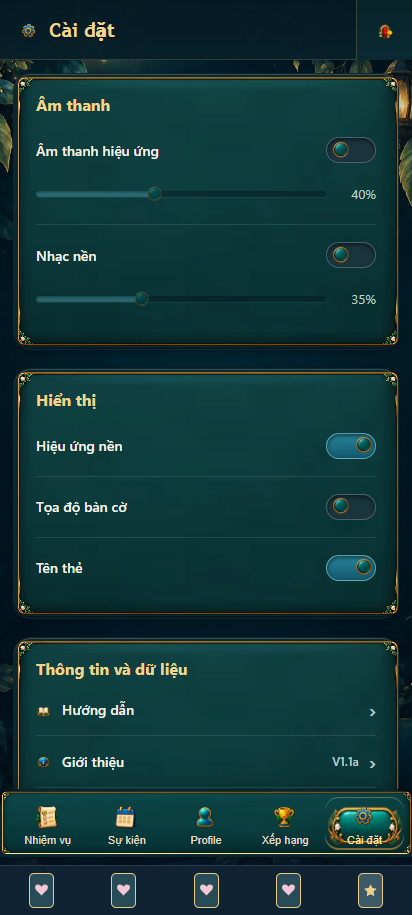 Cài đặt
Âm thanh
Âm thanh hiệu ứng
40%
Nhạc nền
35%
Hiển thị
Hiệu ứng nền
Tọa độ bàn cờ
Tên thẻ
Thông tin và dữ liệu
Hướng dẫn
Giới thiệu V1.1a
Nhiệm vụ Sự kiện Profile Xếp hạng Cài đặt